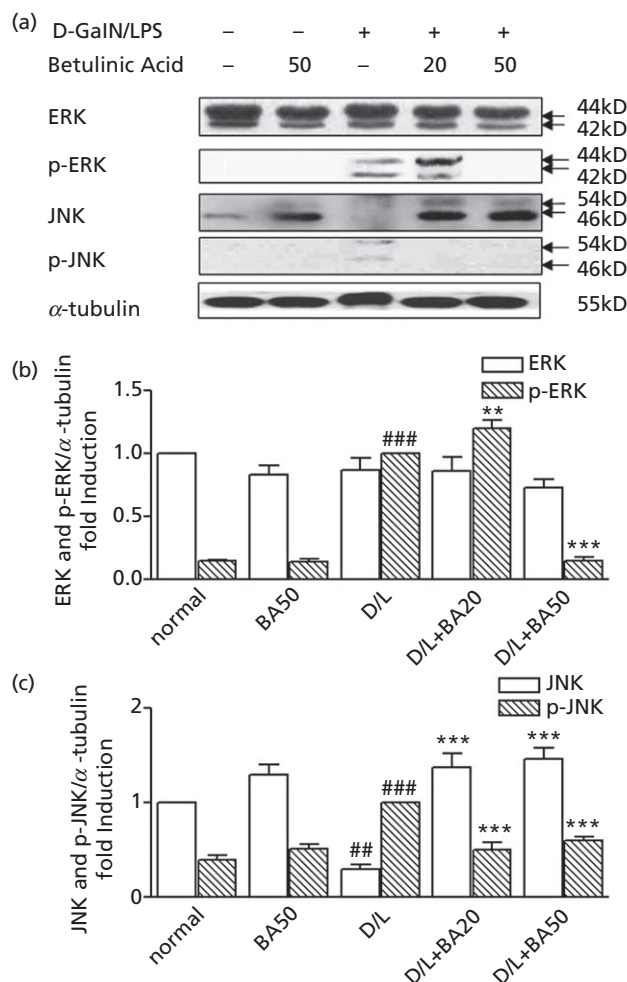 (a)
D-GalN/LPS – – + + +
Betulinic Acid – 50 – 20 50
ERK 44kD
42kD
p-ERK 44kD
42kD
JNK 54kD
46kD
p-JNK 54kD
46kD
α-tubulin 55kD
(b)
ERK
p-ERK
ERK and p-ERK/α-tubulin
fold Induction
1.5
1.0
0.5
0.0
###
**
***
normal BA50 D/L D/L+BA20 D/L+BA50
(c)
JNK
p-JNK
JNK and p-JNK/α-tubulin
fold Induction
2
1
0
##
###
***
***
***
***
normal BA50 D/L D/L+BA20 D/L+BA50